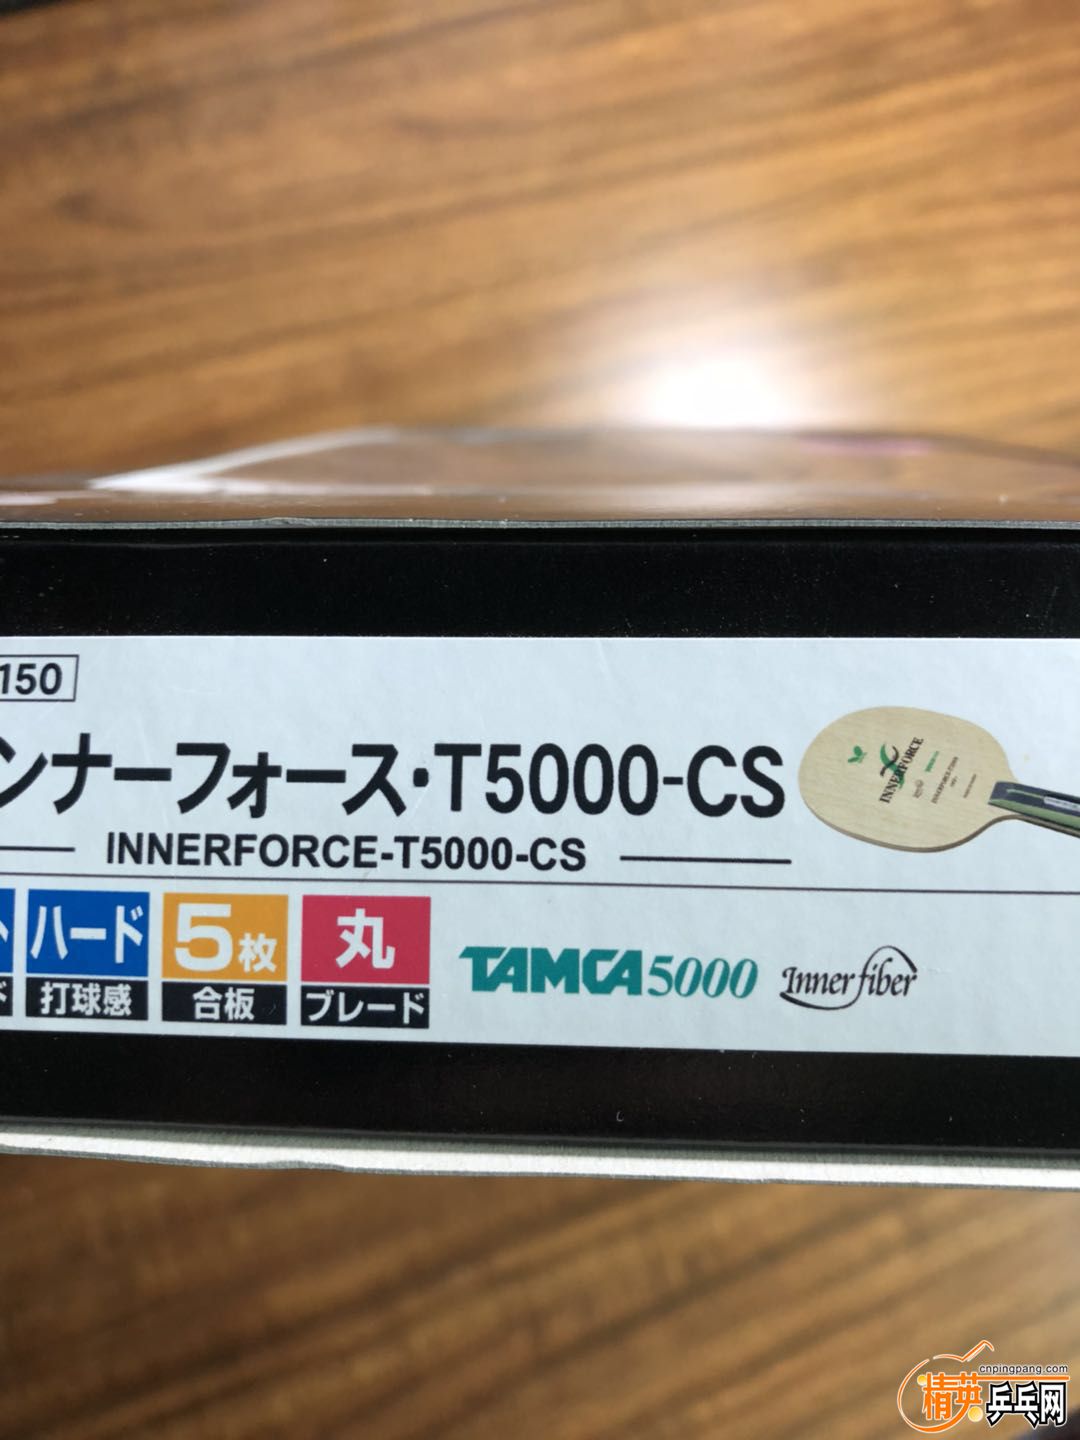 150
ンナーフォース・T5000-CS
INNERFORCE-T5000-CS
ハード
打球感
5枚
合板
丸
ブレード
TAMCA5000
Inner fiber
INNERFORCE
cnpingpang.com
精英乒乓网